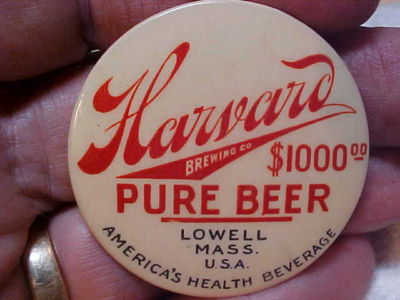 Harvard
BREWING CO
$1000.00
PURE BEER
LOWELL
MASS.
U.S.A.
AMERICA'S HEALTH BEVERAGE